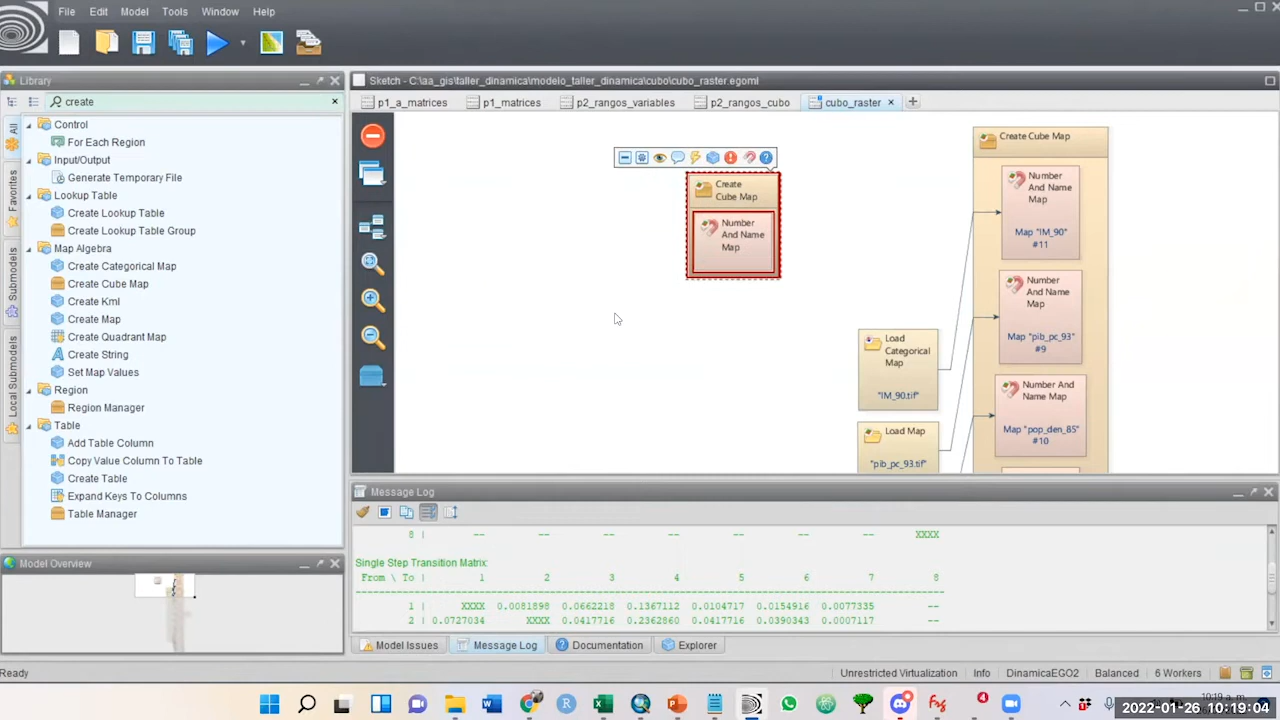 File Edit Model Tools Window Help
Library
create
All
Favorites
Submodels
Local Submodels
Control
For Each Region
Input/Output
Generate Temporary File
Lookup Table
Create Lookup Table
Create Lookup Table Group
Map Algebra
Create Categorical Map
Create Cube Map
Create Kml
Create Map
Create Quadrant Map
Create String
Set Map Values
Region
Region Manager
Table
Add Table Column
Copy Value Column To Table
Create Table
Expand Keys To Columns
Table Manager
Model Overview
Sketch - C:\aa_gis\taller_dinamica\modelo_taller_dinamica\cubo\cubo_raster.egoml
p1_a_matrices p1_matrices p2_rangos_variables p2_rangos_cubo cubo_raster
Create
Cube Map
Number
And Name
Map
Create Cube Map
Number
And Name
Map
Map "IM_90"
#11
Number
And Name
Map
Map "pib_pc_93"
#9
Number And
Name Map
Map "pop_den_85"
#10
Load
Categorical
Map
"IM_90.tif"
Load Map
"pib_pc_93.tif"
Message Log
8 | -- -- -- -- -- -- -- XXXX
Single Step Transition Matrix:
From \ To | 1 2 3 4 5 6 7 8
1 | XXXX 0.0081898 0.0662218 0.1367112 0.0104717 0.0154916 0.0077335 --
2 | 0.0727034 XXXX 0.0417716 0.2362860 0.0417716 0.0390343 0.0007117 --
Model Issues Message Log Documentation Explorer
Ready
Unrestricted Virtualization Info DinamicaEGO2 Balanced 6 Workers
10:19 a. m.
2022-01-26 10:19:04